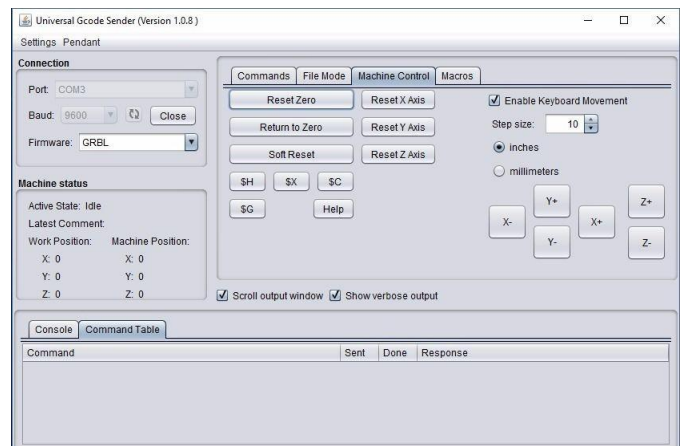 Universal Gcode Sender (Version 1.0.8 )
Settings Pendant
Connection
Port: COM3
Baud: 9600 Close
Firmware: GRBL
Machine status
Active State: Idle
Latest Comment:
Work Position: Machine Position:
X: 0 X: 0
Y: 0 Y: 0
Z: 0 Z: 0
Commands File Mode Machine Control Macros
Reset Zero Reset X Axis
Return to Zero Reset Y Axis
Soft Reset Reset Z Axis
$H $X $C
$G Help
Enable Keyboard Movement
Step size: 10
inches
millimeters
Y+ Z+
X- X+
Y- Z-
Scroll output window Show verbose output
Console Command Table
Command Sent Done Response